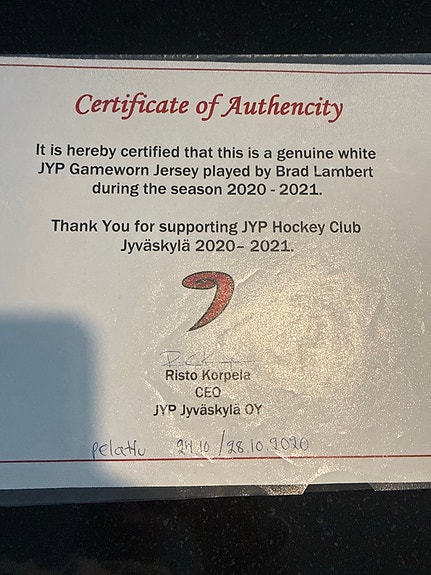 Certificate of Authencity
It is hereby certified that this is a genuine white
JYP Gameworn Jersey played by Brad Lambert
during the season 2020 - 2021.
Thank You for supporting JYP Hockey Club
Jyväskylä 2020– 2021.
Risto Korpela
CEO
JYP Jyväskylä OY
pelattu 24.10 /28.10.2020